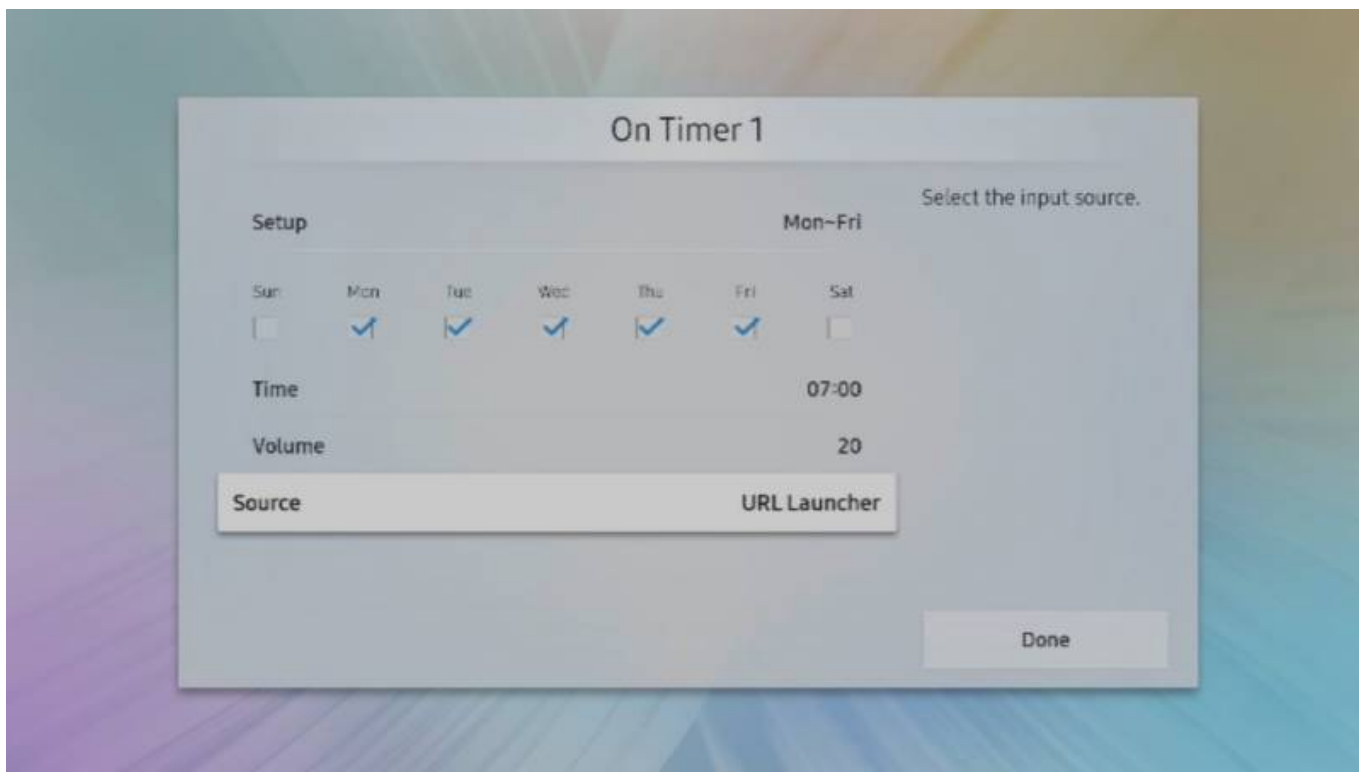 On Timer 1
Select the input source.
Setup Mon~Fri
Sun Mon Tue Wed Thu Fri Sat
Time 07:00
Volume 20
Source URL Launcher
Done